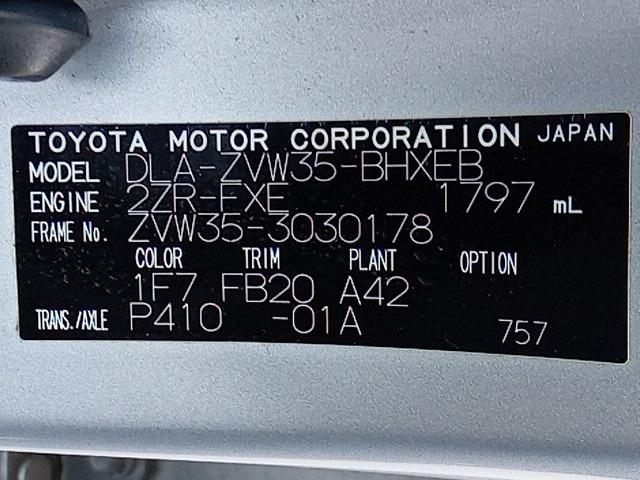 TOYOTA MOTOR CORPORATION JAPAN
MODEL DLA-ZVW35-BHXEB
ENGINE 2ZR-FXE 1797 mL
FRAME No. ZVW35-3030178
COLOR TRIM PLANT OPTION
1F7 FB20 A42
TRANS./AXLE P410 -01A 757